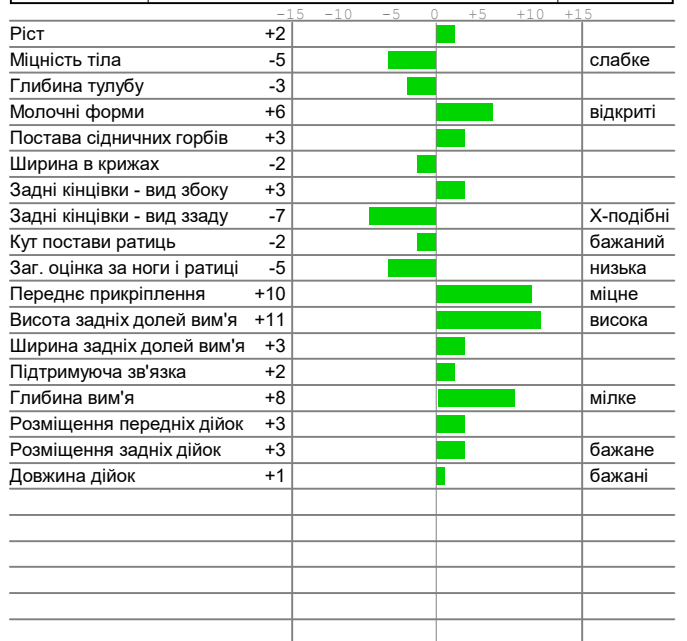 -15 -10 -5 0 +5 +10 +15
Ріст +2
Міцність тіла -5 слабке
Глибина тулубу -3
Молочні форми +6 відкриті
Постава сідничних горбів +3
Ширина в крижах -2
Задні кінцівки - вид збоку +3
Задні кінцівки - вид ззаду -7 Х-подібні
Кут постави ратиць -2 бажаний
Заг. оцінка за ноги і ратиці -5 низька
Переднє прикріплення +10 міцне
Висота задніх долей вим'я +11 висока
Ширина задніх долей вим'я +3
Підтримуюча зв'язка +2
Глибина вим'я +8 мілке
Розміщення передніх дійок +3
Розміщення задніх дійок +3 бажане
Довжина дійок +1 бажані